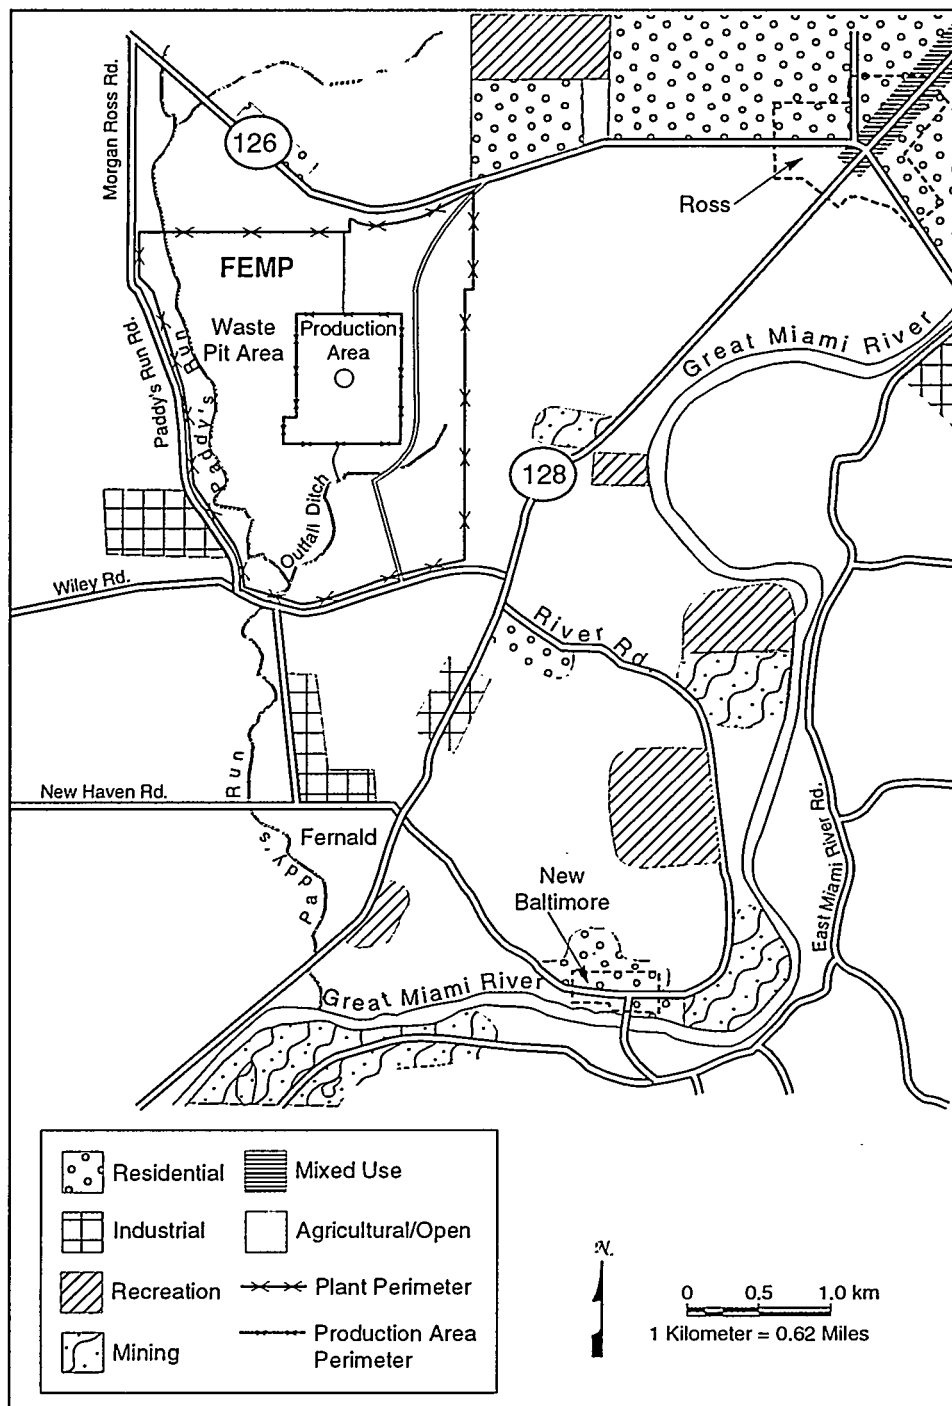 Morgan Ross Rd.
126
Ross
FEMP
Waste
Pit Area
Production
Area
Great Miami River
Paddy's Run Rd.
Paddy's Run
128
Outfall Ditch
Wiley Rd.
River Rd.
New Haven Rd.
Paddy's Run
Fernald
East Miami River Rd.
New
Baltimore
Great Miami River
Residential
Mixed Use
Industrial
Agricultural/Open
Recreation
Plant Perimeter
Mining
Production Area
Perimeter
N.
0 0.5 1.0 km
1 Kilometer = 0.62 Miles